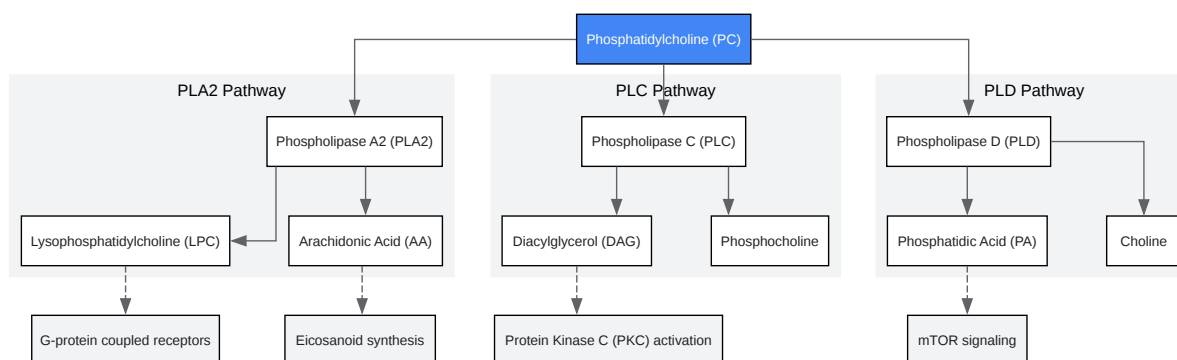 Phosphatidylcholine (PC)
PLA2 Pathway
PLC Pathway
PLD Pathway
Phospholipase A2 (PLA2)
Phospholipase C (PLC)
Phospholipase D (PLD)
Lysophosphatidylcholine (LPC)
Arachidonic Acid (AA)
Diacylglycerol (DAG)
Phosphocholine
Phosphatidic Acid (PA)
Choline
G-protein coupled receptors
Eicosanoid synthesis
Protein Kinase C (PKC) activation
mTOR signaling